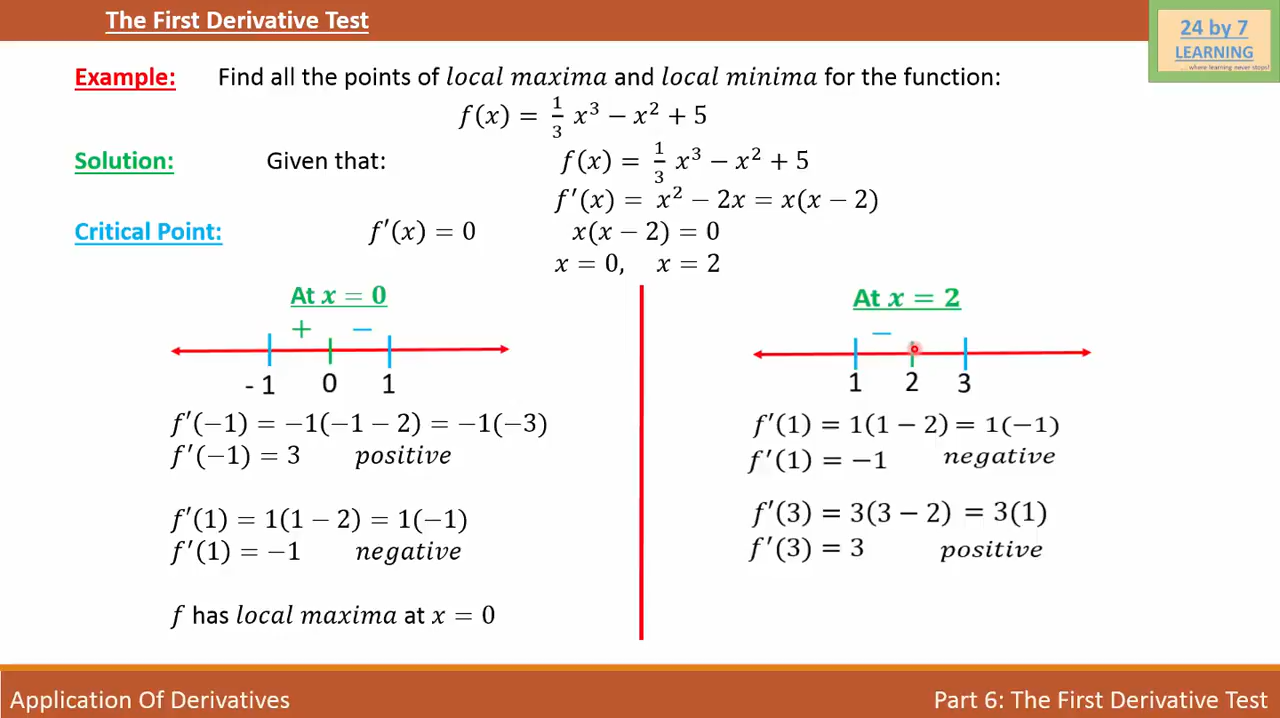 The First Derivative Test
24 by 7
LEARNING
...where learning never stops!
Example: Find all the points of local maxima and local minima for the function:
f(x) = 1/3 x³ − x² + 5
Solution: Given that: f(x) = 1/3 x³ − x² + 5
f′(x) = x² − 2x = x(x − 2)
Critical Point: f′(x) = 0 x(x − 2) = 0
x = 0, x = 2
At x = 0
+ −
- 1 0 1
f′(−1) = −1(−1 − 2) = −1(−3)
f′(−1) = 3 positive
f′(1) = 1(1 − 2) = 1(−1)
f′(1) = −1 negative
f has local maxima at x = 0
At x = 2
−
1 2 3
f′(1) = 1(1 − 2) = 1(−1)
f′(1) = −1 negative
f′(3) = 3(3 − 2) = 3(1)
f′(3) = 3 positive
Application Of Derivatives
Part 6: The First Derivative Test